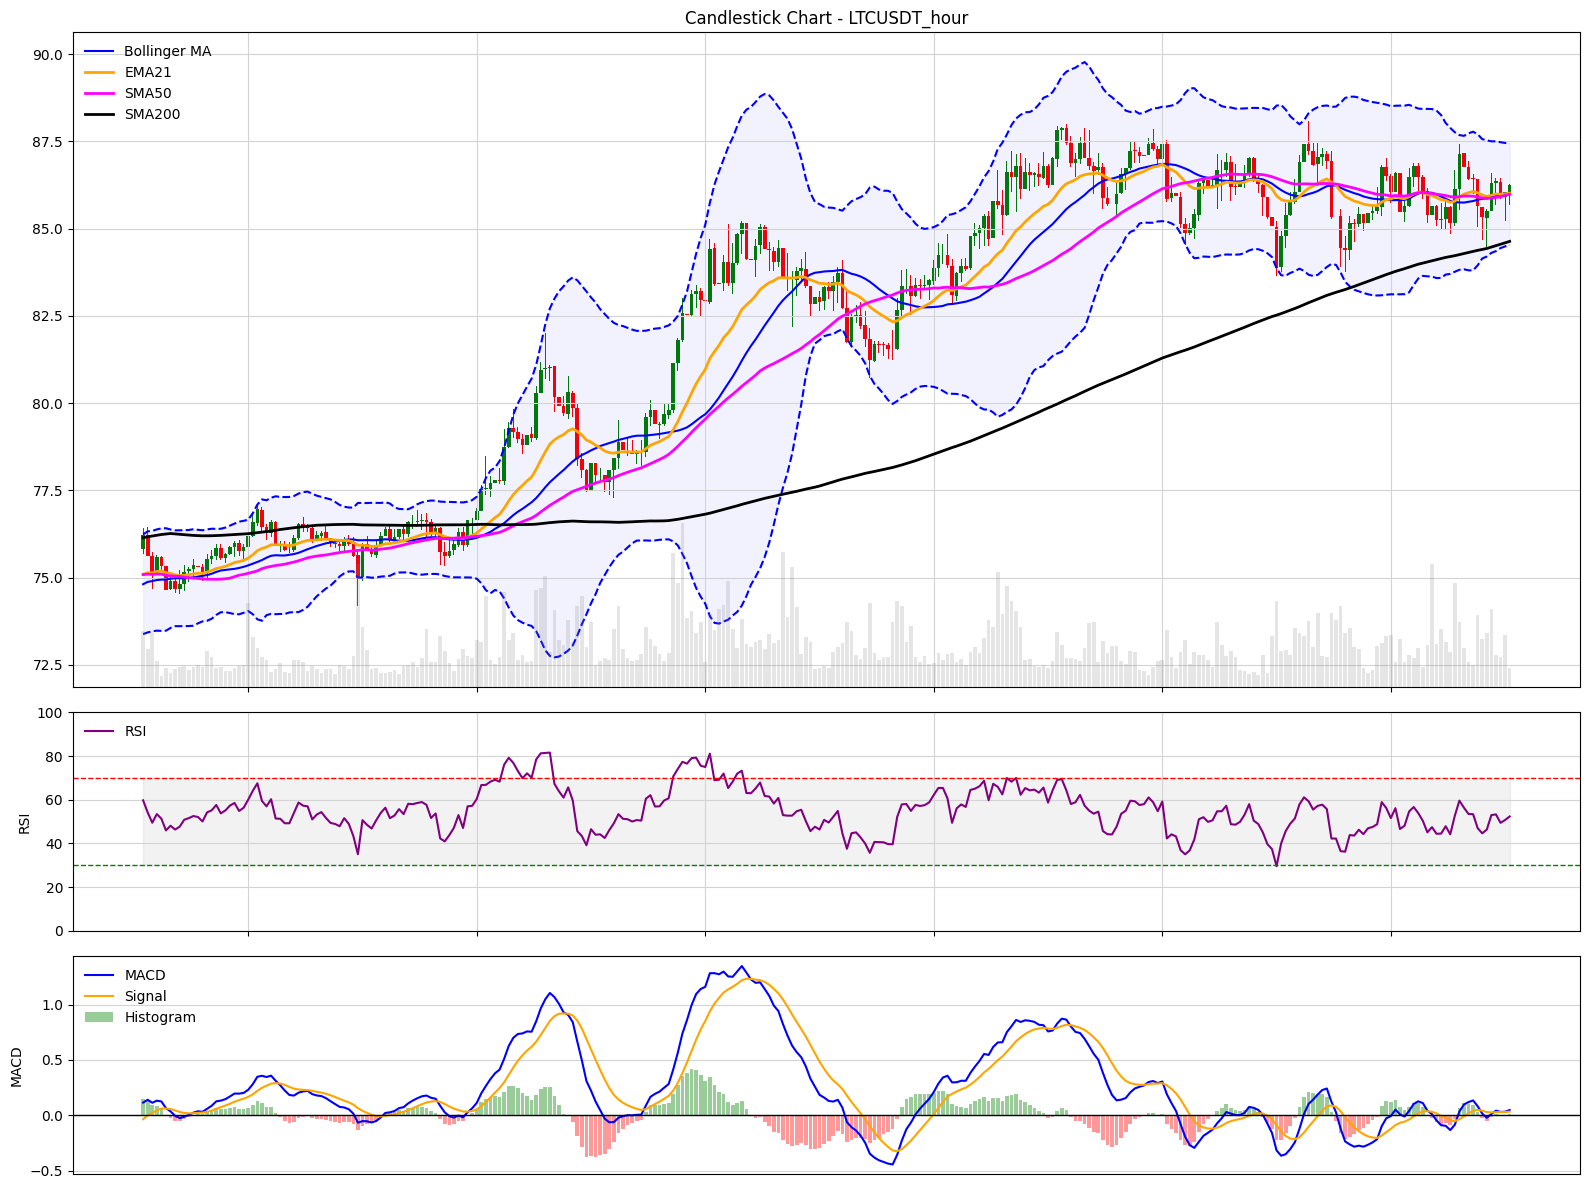 Candlestick Chart - LTCUSDT_hour
Bollinger MA
EMA21
SMA50
SMA200
90.0
87.5
85.0
82.5
80.0
77.5
75.0
72.5
RSI
RSI
100
80
60
40
20
0
MACD
Signal
Histogram
MACD
1.0
0.5
0.0
−0.5